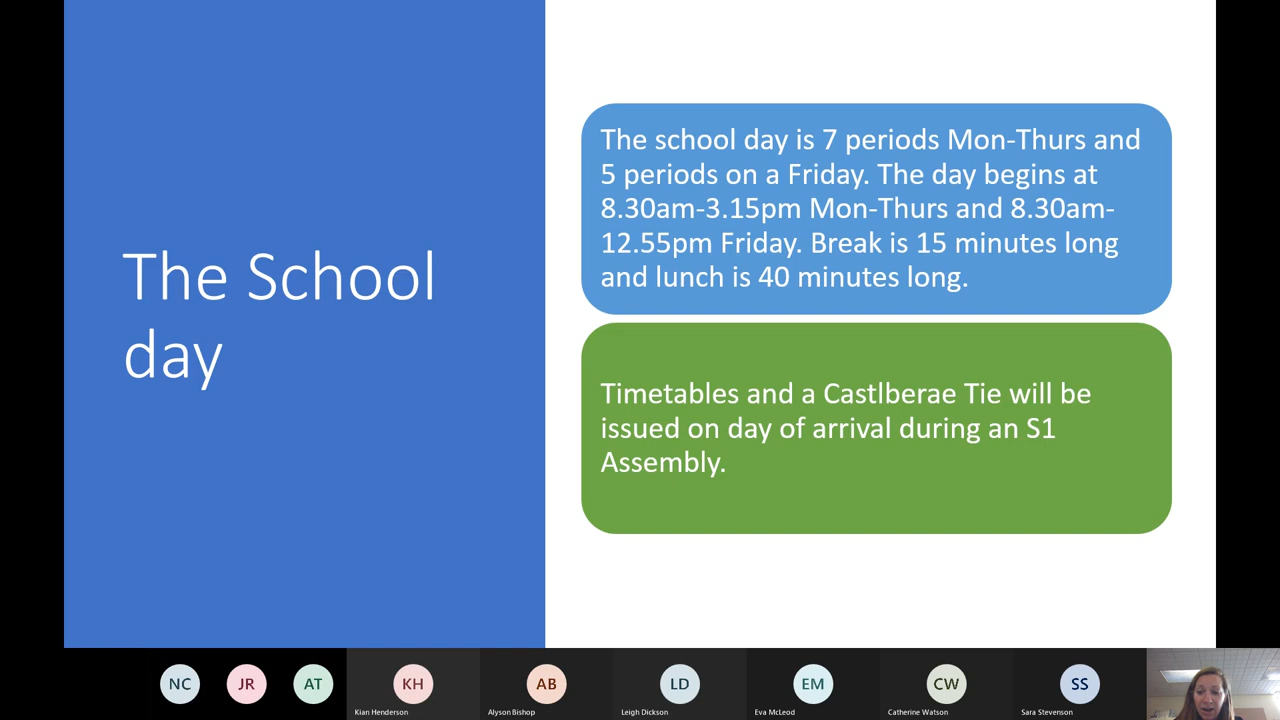 The School
day
The school day is 7 periods Mon-Thurs and
5 periods on a Friday. The day begins at
8.30am-3.15pm Mon-Thurs and 8.30am-
12.55pm Friday. Break is 15 minutes long
and lunch is 40 minutes long.
Timetables and a Castlberae Tie will be
issued on day of arrival during an S1
Assembly.
NC JR AT KH AB LD EM CW SS
Kian Henderson Alyson Bishop Leigh Dickson Eva McLeod Catherine Watson Sara Stevenson